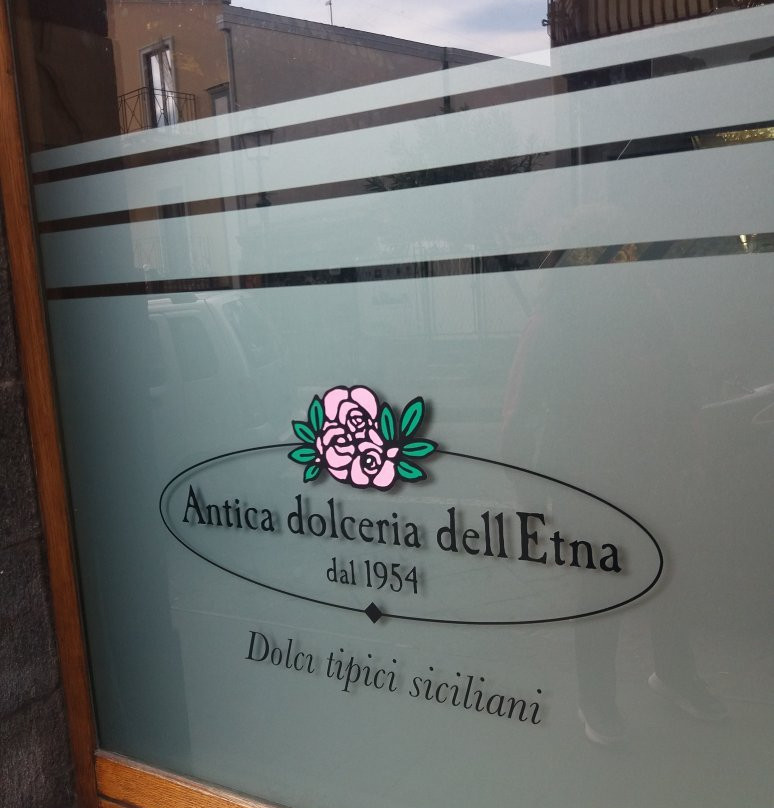 Antica dolceria dell Etna
dal 1954
Dolci tipici siciliani